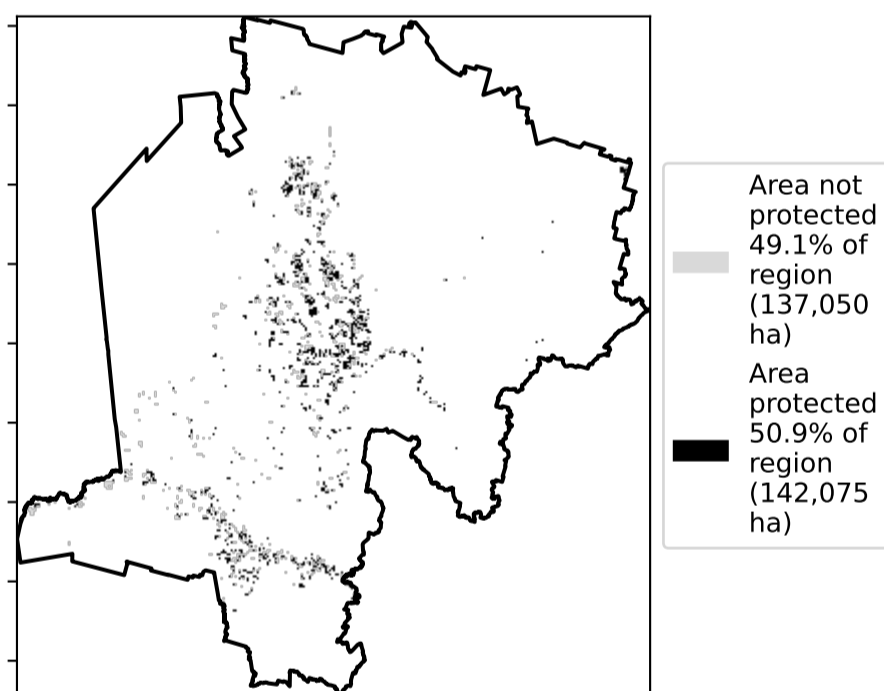 Area not
protected
49.1% of
region
(137,050
ha)
Area
protected
50.9% of
region
(142,075
ha)